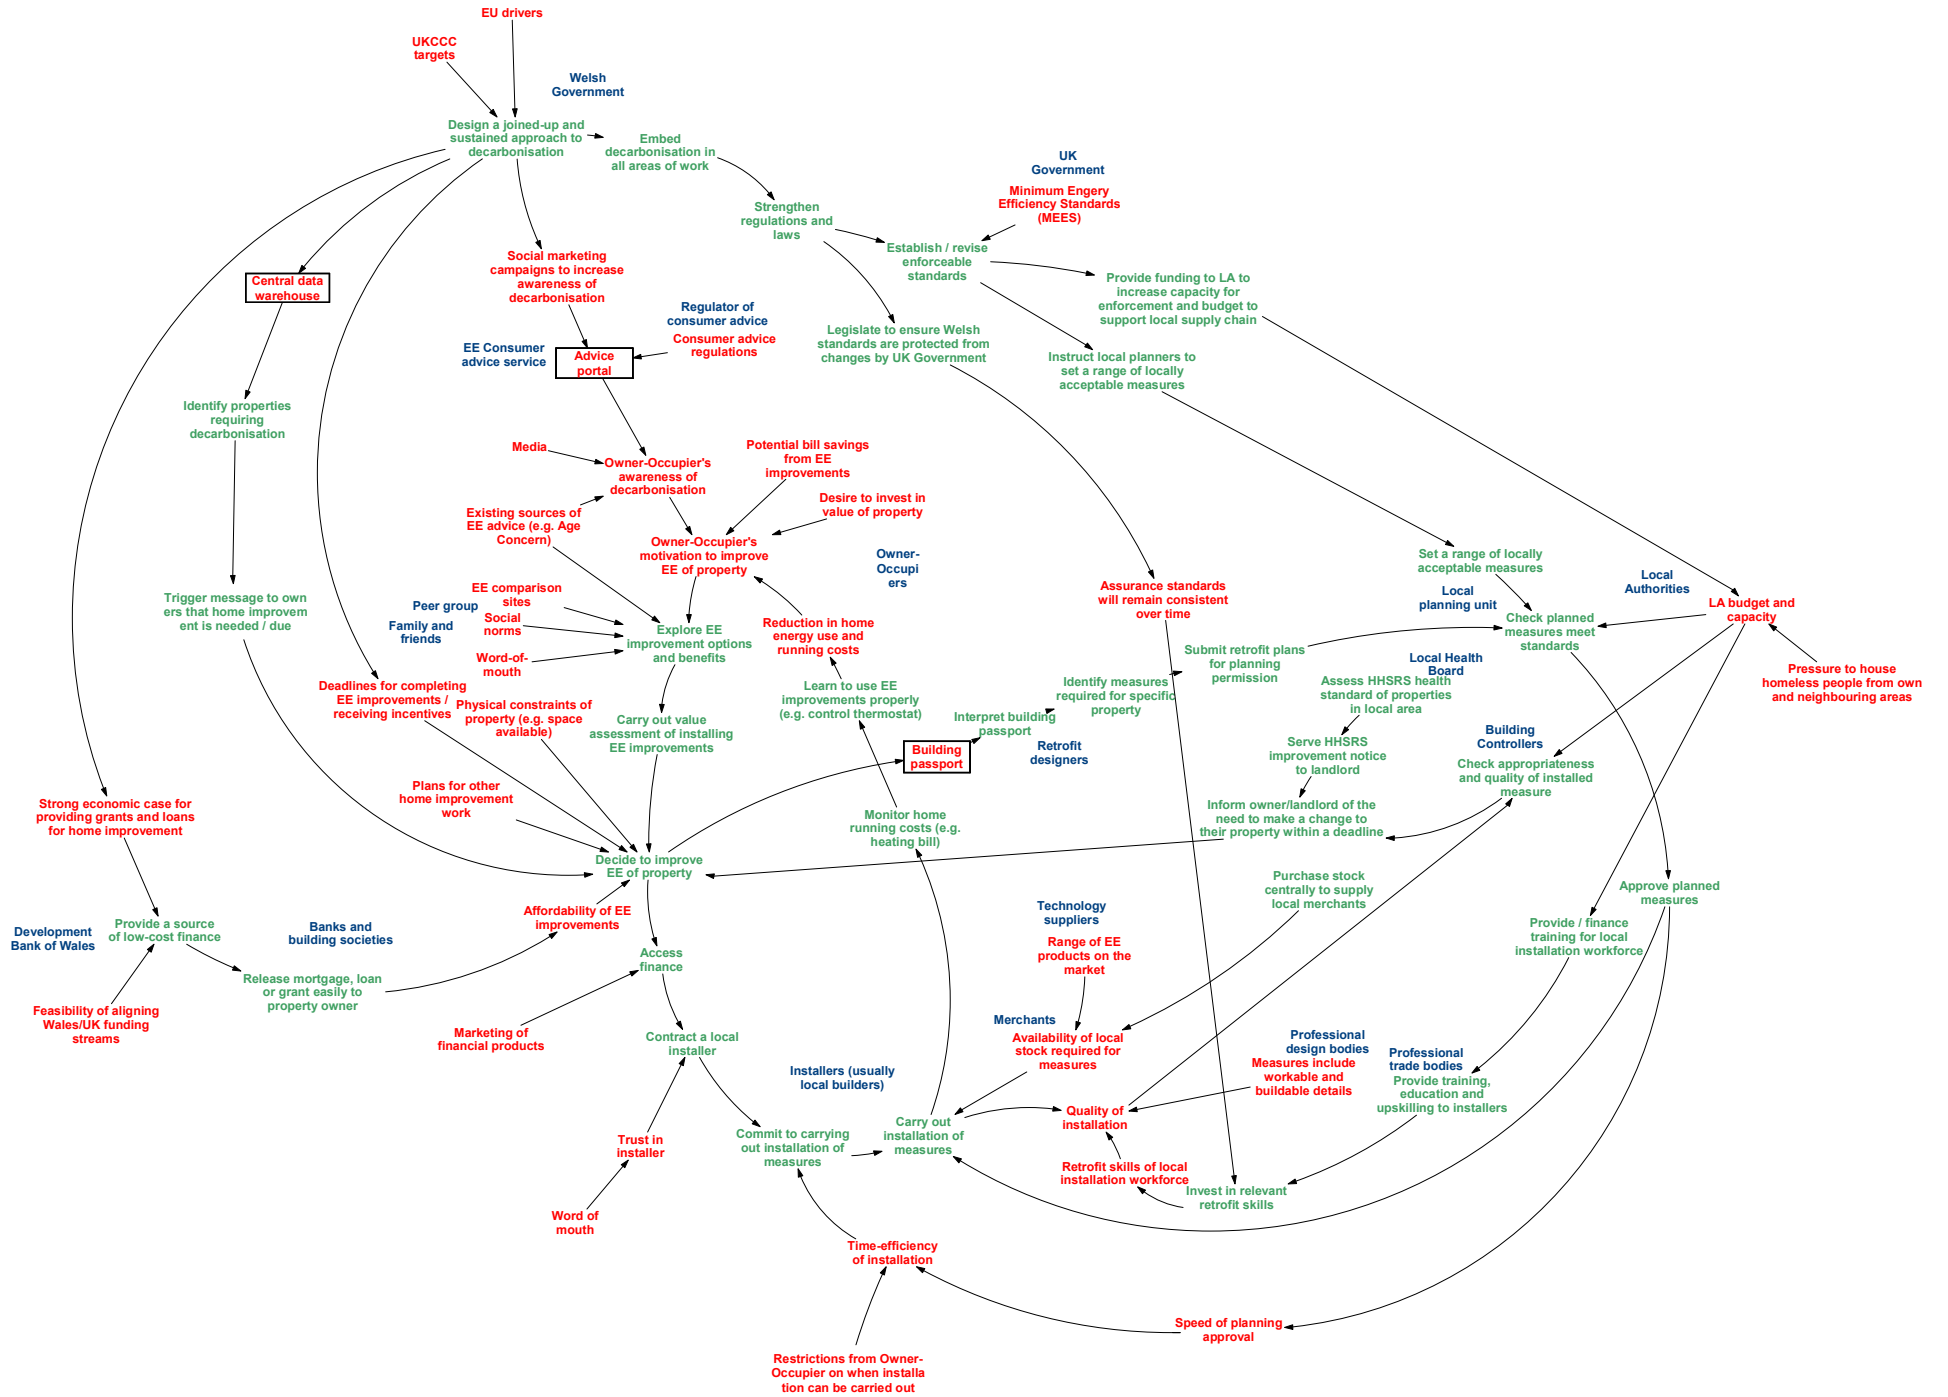 EU drivers
UKCCC
targets
Welsh
Government
Design a joined-up and
sustained approach to
decarbonisation
Embed
decarbonisation in
all areas of work
UK
Government
Minimum Engery
Efficiency Standards
(MEES)
Strengthen
regulations and
laws
Establish / revise
enforceable
standards
Social marketing
campaigns to increase
awareness of
decarbonisation
Central data
warehouse
Provide funding to LA to
increase capacity for
enforcement and budget to
support local supply chain
Regulator of
consumer advice
Consumer advice
regulations
EE Consumer
advice service
Advice
portal
Legislate to ensure Welsh
standards are protected from
changes by UK Government
Instruct local planners to
set a range of locally
acceptable measures
Identify properties
requiring
decarbonisation
Media
Owner-Occupier's
awareness of
decarbonisation
Potential bill savings
from EE
improvements
Desire to invest in
value of property
Existing sources of
EE advice (e.g. Age
Concern)
Owner-Occupier's
motivation to improve
EE of property
Owner-
Occupi
ers
Set a range of locally
acceptable measures
Local
Authorities
Local
planning unit
Assurance standards
will remain consistent
over time
LA budget and
capacity
Trigger message to own
ers that home improvem
ent is needed / due
EE comparison
sites
Peer group
Social
norms
Family and
friends
Word-of-
mouth
Explore EE
improvement options
and benefits
Reduction in home
energy use and
running costs
Check planned
measures meet
standards
Submit retrofit plans
for planning
permission
Local Health
Board
Pressure to house
homeless people from own
and neighbouring areas
Deadlines for completing
EE improvements /
receiving incentives
Physical constraints of
property (e.g. space
available)
Learn to use EE
improvements properly
(e.g. control thermostat)
Identify measures
required for specific
property
Assess HHSRS health
standard of properties
in local area
Carry out value
assessment of installing
EE improvements
Interpret building
passport
Building
passport
Retrofit
designers
Serve HHSRS
improvement notice
to landlord
Building
Controllers
Check appropriateness
and quality of installed
measure
Strong economic case for
providing grants and loans
for home improvement
Plans for other
home improvement
work
Monitor home
running costs (e.g.
heating bill)
Inform owner/landlord of the
need to make a change to
their property within a deadline
Decide to improve
EE of property
Purchase stock
centrally to supply
local merchants
Approve planned
measures
Development
Bank of Wales
Provide a source
of low-cost finance
Banks and
building societies
Affordability of EE
improvements
Technology
suppliers
Range of EE
products on the
market
Provide / finance
training for local
installation workforce
Access
finance
Release mortgage, loan
or grant easily to
property owner
Feasibility of aligning
Wales/UK funding
streams
Marketing of
financial products
Contract a local
installer
Merchants
Availability of local
stock required for
measures
Professional
design bodies
Measures include
workable and
buildable details
Professional
trade bodies
Provide training,
education and
upskilling to installers
Installers (usually
local builders)
Quality of
installation
Carry out
installation of
measures
Commit to carrying
out installation of
measures
Trust in
installer
Retrofit skills of local
installation workforce
Invest in relevant
retrofit skills
Word of
mouth
Time-efficiency
of installation
Speed of planning
approval
Restrictions from Owner-
Occupier on when installa
tion can be carried out